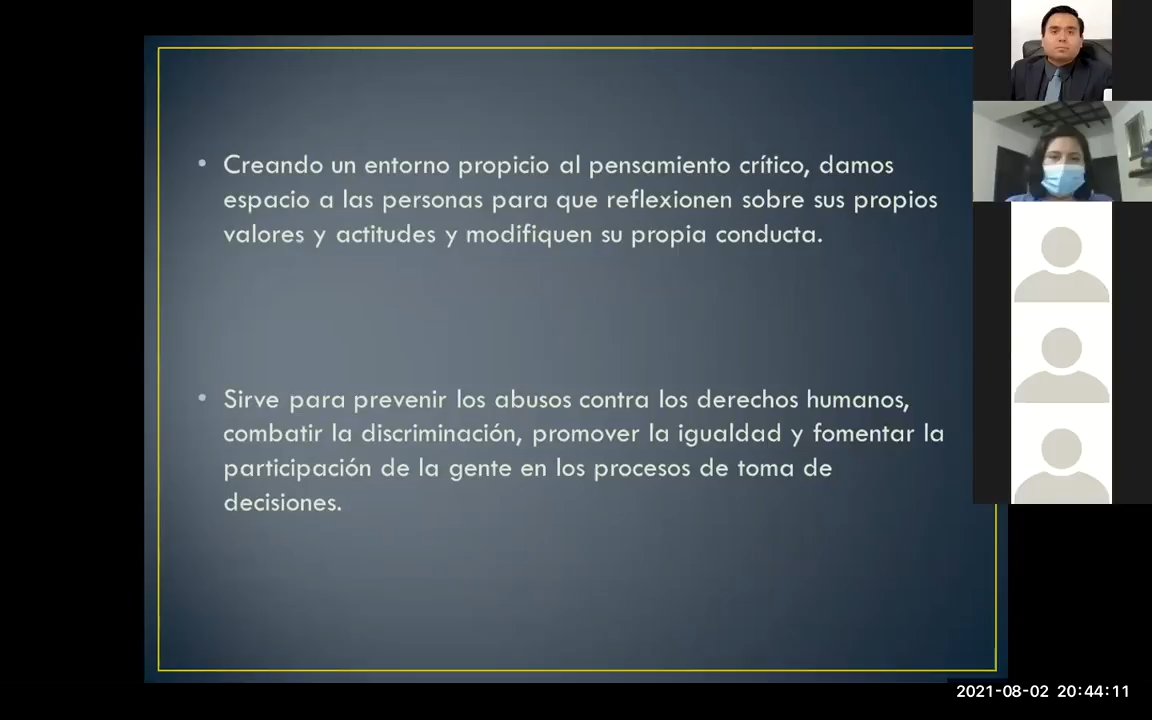 • Creando un entorno propicio al pensamiento crítico, damos
espacio a las personas para que reflexionen sobre sus propios
valores y actitudes y modifiquen su propia conducta.
• Sirve para prevenir los abusos contra los derechos humanos,
combatir la discriminación, promover la igualdad y fomentar la
participación de la gente en los procesos de toma de
decisiones.
2021-08-02 20:44:11